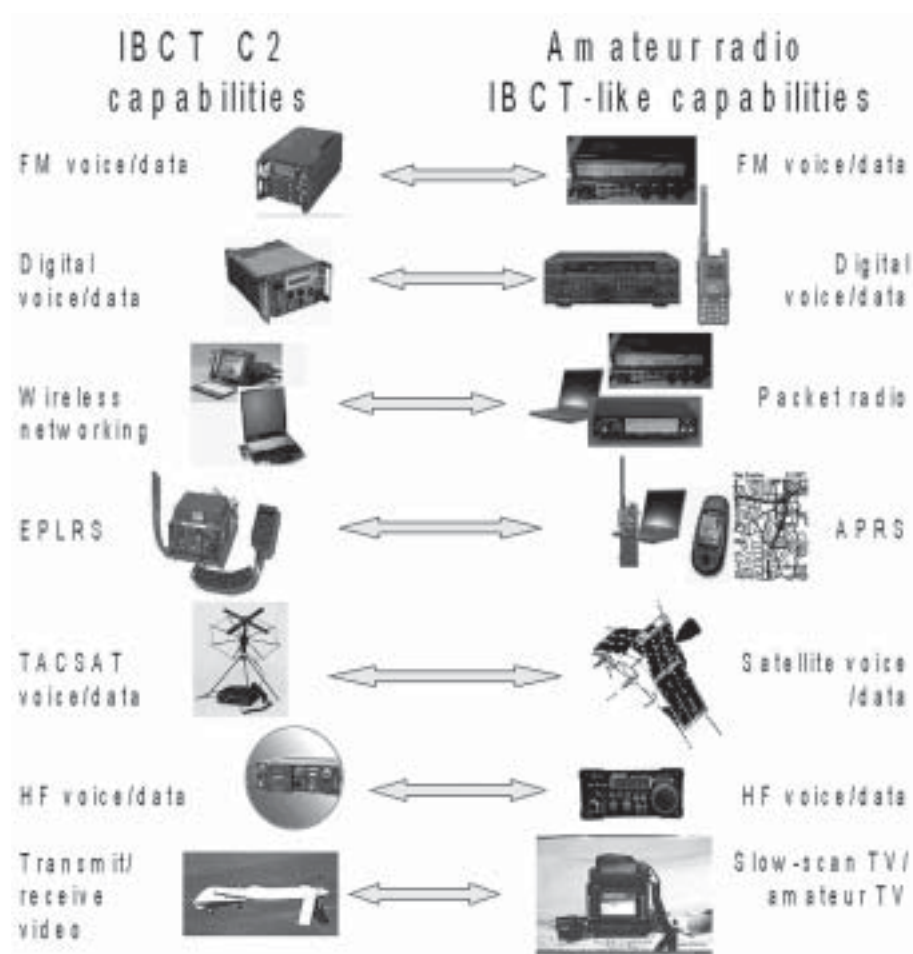 IBCT C2
capabilities
Amateur radio
IBCT-like capabilities
FM voice/data
FM voice/data
Digital
voice/data
Digital
voice/data
Wireless
networking
Packet radio
EPLRS
APRS
TACSAT
voice/data
Satellite voice
/data
HF voice/data
HF voice/data
Transmit/
receive
video
Slow-scan TV/
amateur TV